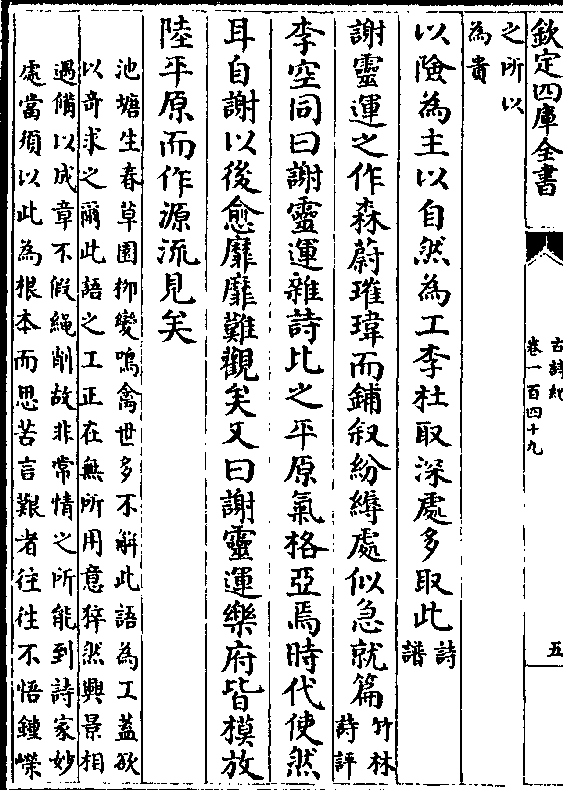 欽定四庫全書
古詩紀
卷一百四十九
五
之所以
為貴
以險為主以自然為工李杜取深處多取此詩
譜
謝靈運之作森蔚璀瑋而鋪叙紛縟處似急就篇竹林
詩評
李空同曰謝靈運雜詩比之平原氣格亞焉時代使然
耳自謝以後愈靡靡難觀矣又曰謝靈運樂府皆模放
陸平原而作源流見矣
池塘生春草園栁變鳴禽世多不解此語為工蓋欲
以奇求之爾此語之工正在無所用意猝然與景相
遇借以成章不假繩削故非常情之所能到詩家妙
處當須以此為根本而思苦言艱者往往不悟鍾嶸